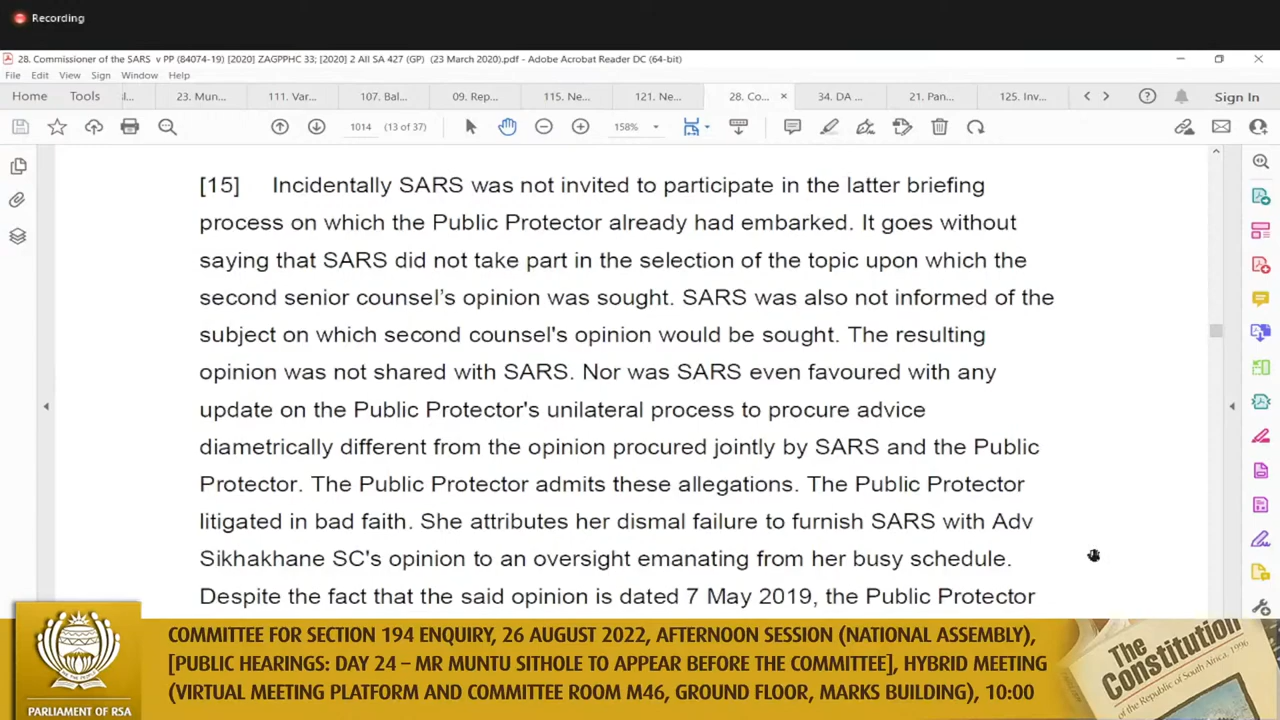 Recording
28. Commissioner of the SARS v PP (84074-19) [2020] ZAGPPHC 33; [2020] 2 All SA 427 (GP) (23 March 2020).pdf - Adobe Acrobat Reader DC (64-bit)
File Edit View Sign Window Help
Home Tools l... 23. Mun... 111. Var... 107. Bal... 09. Rep... 115. Ne... 121. Ne... 28. Co... 34. DA ... 21. Pan... 125. Inv... Sign In
1014 (13 of 37) 158%
[15] Incidentally SARS was not invited to participate in the latter briefing
process on which the Public Protector already had embarked. It goes without
saying that SARS did not take part in the selection of the topic upon which the
second senior counsel's opinion was sought. SARS was also not informed of the
subject on which second counsel's opinion would be sought. The resulting
opinion was not shared with SARS. Nor was SARS even favoured with any
update on the Public Protector's unilateral process to procure advice
diametrically different from the opinion procured jointly by SARS and the Public
Protector. The Public Protector admits these allegations. The Public Protector
litigated in bad faith. She attributes her dismal failure to furnish SARS with Adv
Sikhakhane SC's opinion to an oversight emanating from her busy schedule.
Despite the fact that the said opinion is dated 7 May 2019, the Public Protector
COMMITTEE FOR SECTION 194 ENQUIRY, 26 AUGUST 2022, AFTERNOON SESSION (NATIONAL ASSEMBLY),
[PUBLIC HEARINGS: DAY 24 – MR MUNTU SITHOLE TO APPEAR BEFORE THE COMMITTEE], HYBRID MEETING
(VIRTUAL MEETING PLATFORM AND COMMITTEE ROOM M46, GROUND FLOOR, MARKS BUILDING), 10:00
PARLIAMENT OF RSA
The
Constitution
of the Republic of South Africa, 1996